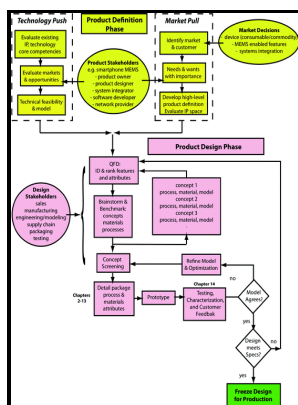 Technology Push
Product Definition
Phase
Market Pull
Evaluate existing
IP, technology
core competencies
Evaluate markets
& opportunities
Technical feasibility
& model
Product Stakeholders
e.g. smartphone MEMS
- product owner
- product designer
- system integrator
- software developer
- network provider
Identify market
& customer
Needs & wants
with importance
Develop high-level
product definition
Evaluate IP space
Market Decisions
device (consumable/commodity)
- MEMS enabled features
- systems integration
Product Design Phase
Design
Stakeholders
sales
manufacturing
engineering/modeling
supply chain
packaging
testing
QFD:
ID & rank features
and attributes
Brainstorm &
Benchmark:
concepts
materials
processes
concept 1
process, material, model
concept 2
process, material, model
concept 3
process, material, model
Concept
Screening
Refine Model
& Optimization
no
Chapters
2-13
Detail package
process &
materials
attributes
Prototype
Chapter 14
Testing,
Characterization,
and Customer
Feedbak
Model
Agrees?
yes
no
Design
meets
Specs?
yes
Freeze Design
for Production